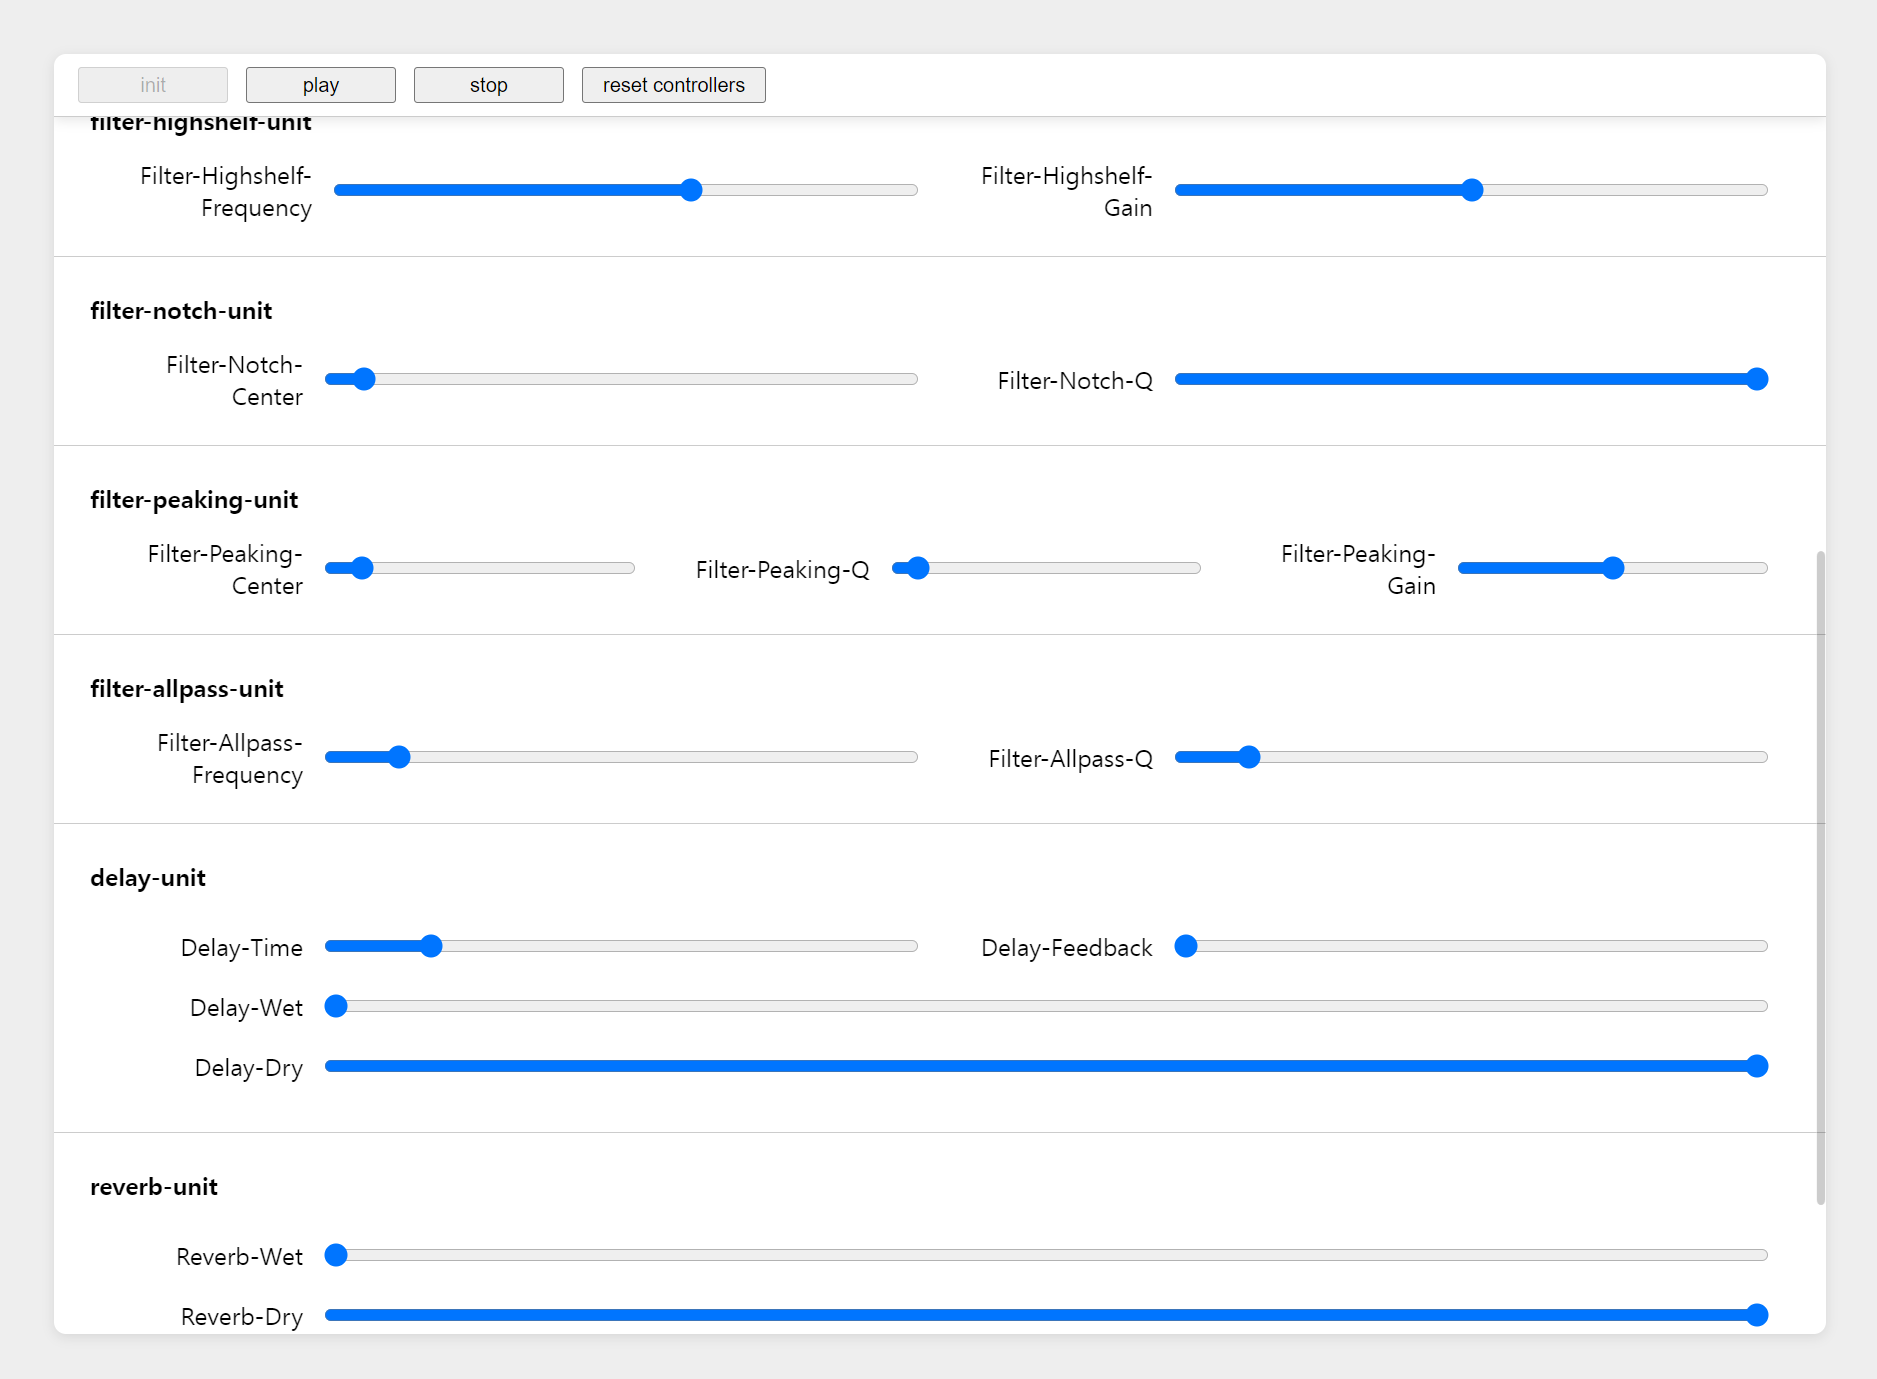 init play stop reset controllers
filter-highshelf-unit
Filter-Highshelf-
Frequency
Filter-Highshelf-
Gain
filter-notch-unit
Filter-Notch-
Center
Filter-Notch-Q
filter-peaking-unit
Filter-Peaking-
Center
Filter-Peaking-Q
Filter-Peaking-
Gain
filter-allpass-unit
Filter-Allpass-
Frequency
Filter-Allpass-Q
delay-unit
Delay-Time
Delay-Feedback
Delay-Wet
Delay-Dry
reverb-unit
Reverb-Wet
Reverb-Dry